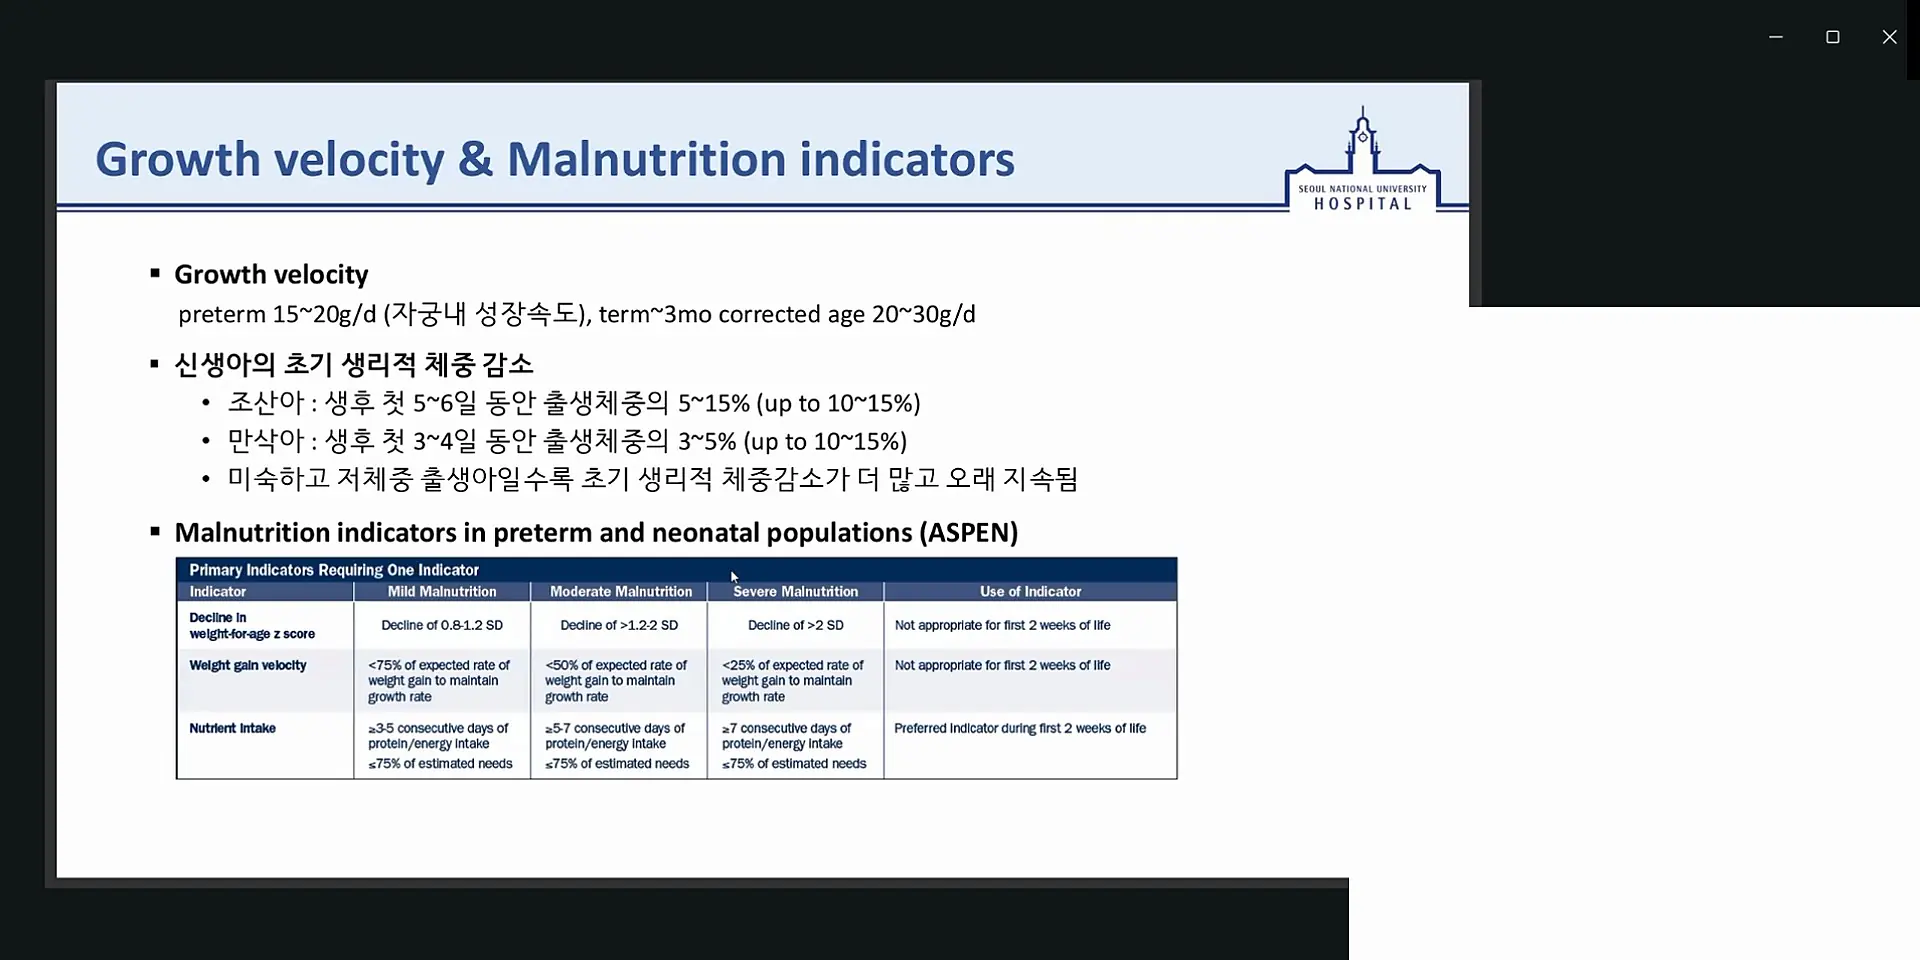 Growth velocity & Malnutrition indicators
SEOUL NATIONAL UNIVERSITY
HOSPITAL
▪ Growth velocity
preterm 15~20g/d (자궁내 성장속도), term~3mo corrected age 20~30g/d
▪ 신생아의 초기 생리적 체중 감소
• 조산아 : 생후 첫 5~6일 동안 출생체중의 5~15% (up to 10~15%)
• 만삭아 : 생후 첫 3~4일 동안 출생체중의 3~5% (up to 10~15%)
• 미숙하고 저체중 출생아일수록 초기 생리적 체중감소가 더 많고 오래 지속됨
▪ Malnutrition indicators in preterm and neonatal populations (ASPEN)
Primary Indicators Requiring One Indicator
Indicator Mild Malnutrition Moderate Malnutrition Severe Malnutrition Use of Indicator
Decline in
weight-for-age z score
Decline of 0.8-1.2 SD
Decline of >1.2-2 SD
Decline of >2 SD
Not appropriate for first 2 weeks of life
Weight gain velocity
<75% of expected rate of
weight gain to maintain
growth rate
<50% of expected rate of
weight gain to maintain
growth rate
<25% of expected rate of
weight gain to maintain
growth rate
Not appropriate for first 2 weeks of life
Nutrient Intake
≥3-5 consecutive days of
protein/energy intake
≤75% of estimated needs
≥5-7 consecutive days of
protein/energy intake
≤75% of estimated needs
≥7 consecutive days of
protein/energy intake
≤75% of estimated needs
Preferred indicator during first 2 weeks of life